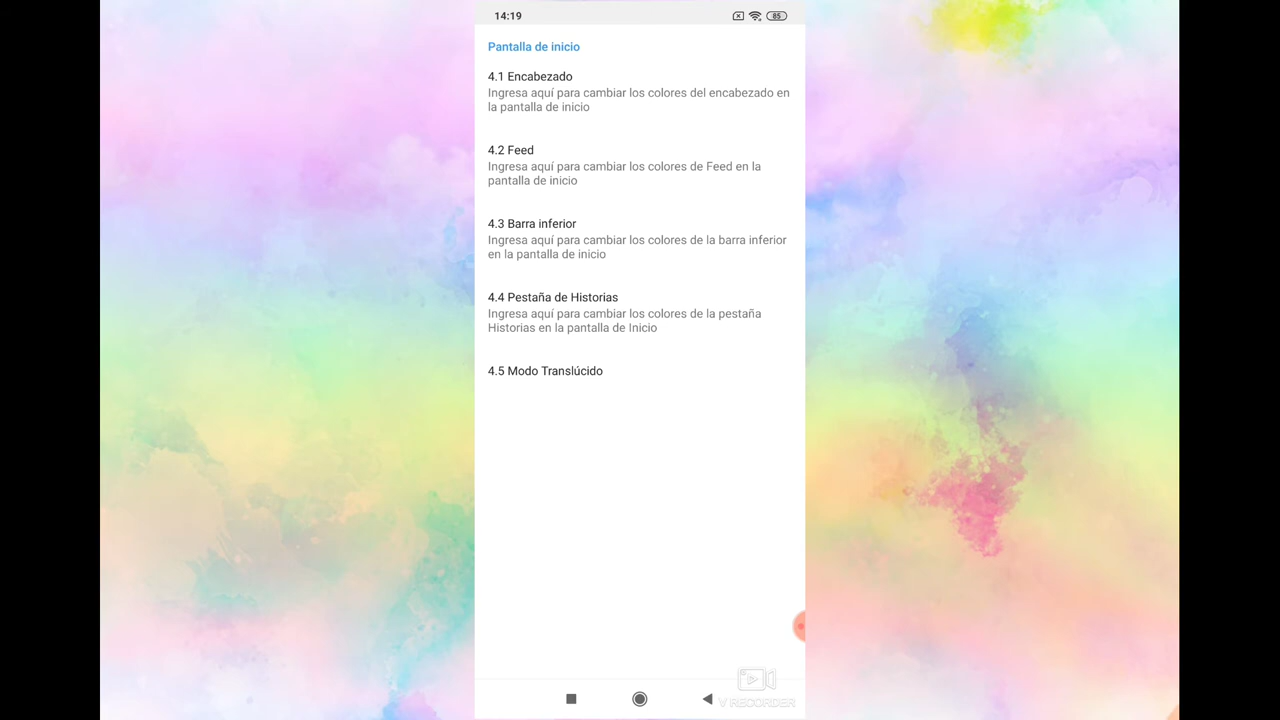 14:19
85
Pantalla de inicio
4.1 Encabezado
Ingresa aquí para cambiar los colores del encabezado en
la pantalla de inicio
4.2 Feed
Ingresa aquí para cambiar los colores de Feed en la
pantalla de inicio
4.3 Barra inferior
Ingresa aquí para cambiar los colores de la barra inferior
en la pantalla de inicio
4.4 Pestaña de Historias
Ingresa aquí para cambiar los colores de la pestaña
Historias en la pantalla de Inicio
4.5 Modo Translúcido
V RECORDER